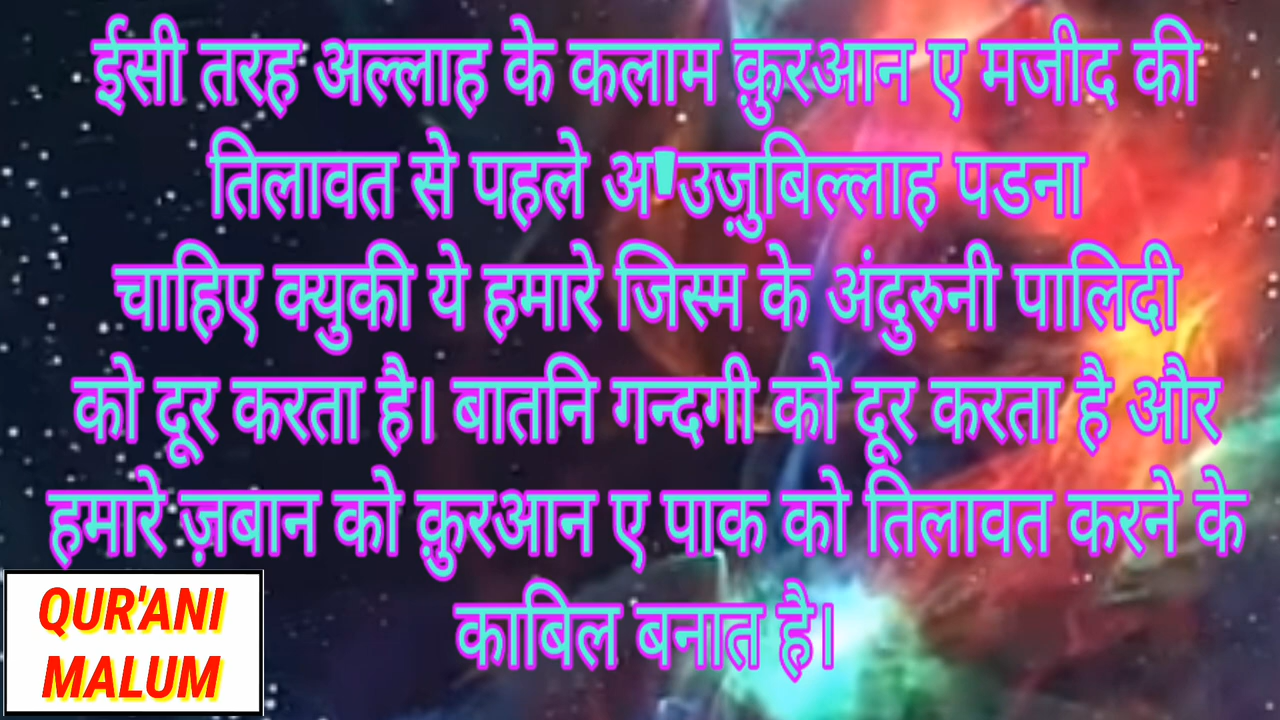 ईसी तरह अल्लाह के कलाम क़ुरआन ए मजीद की
तिलावत से पहले अ'उज़ुबिल्लाह पडना
चाहिए क्युकी ये हमारे जिस्म के अंदुरुनी पालिदी
को दूर करता है। बातनि गन्दगी को दूर करता है और
हमारे ज़बान को क़ुरआन ए पाक को तिलावत करने के
काबिल बनात है।
QUR'ANI
MALUM